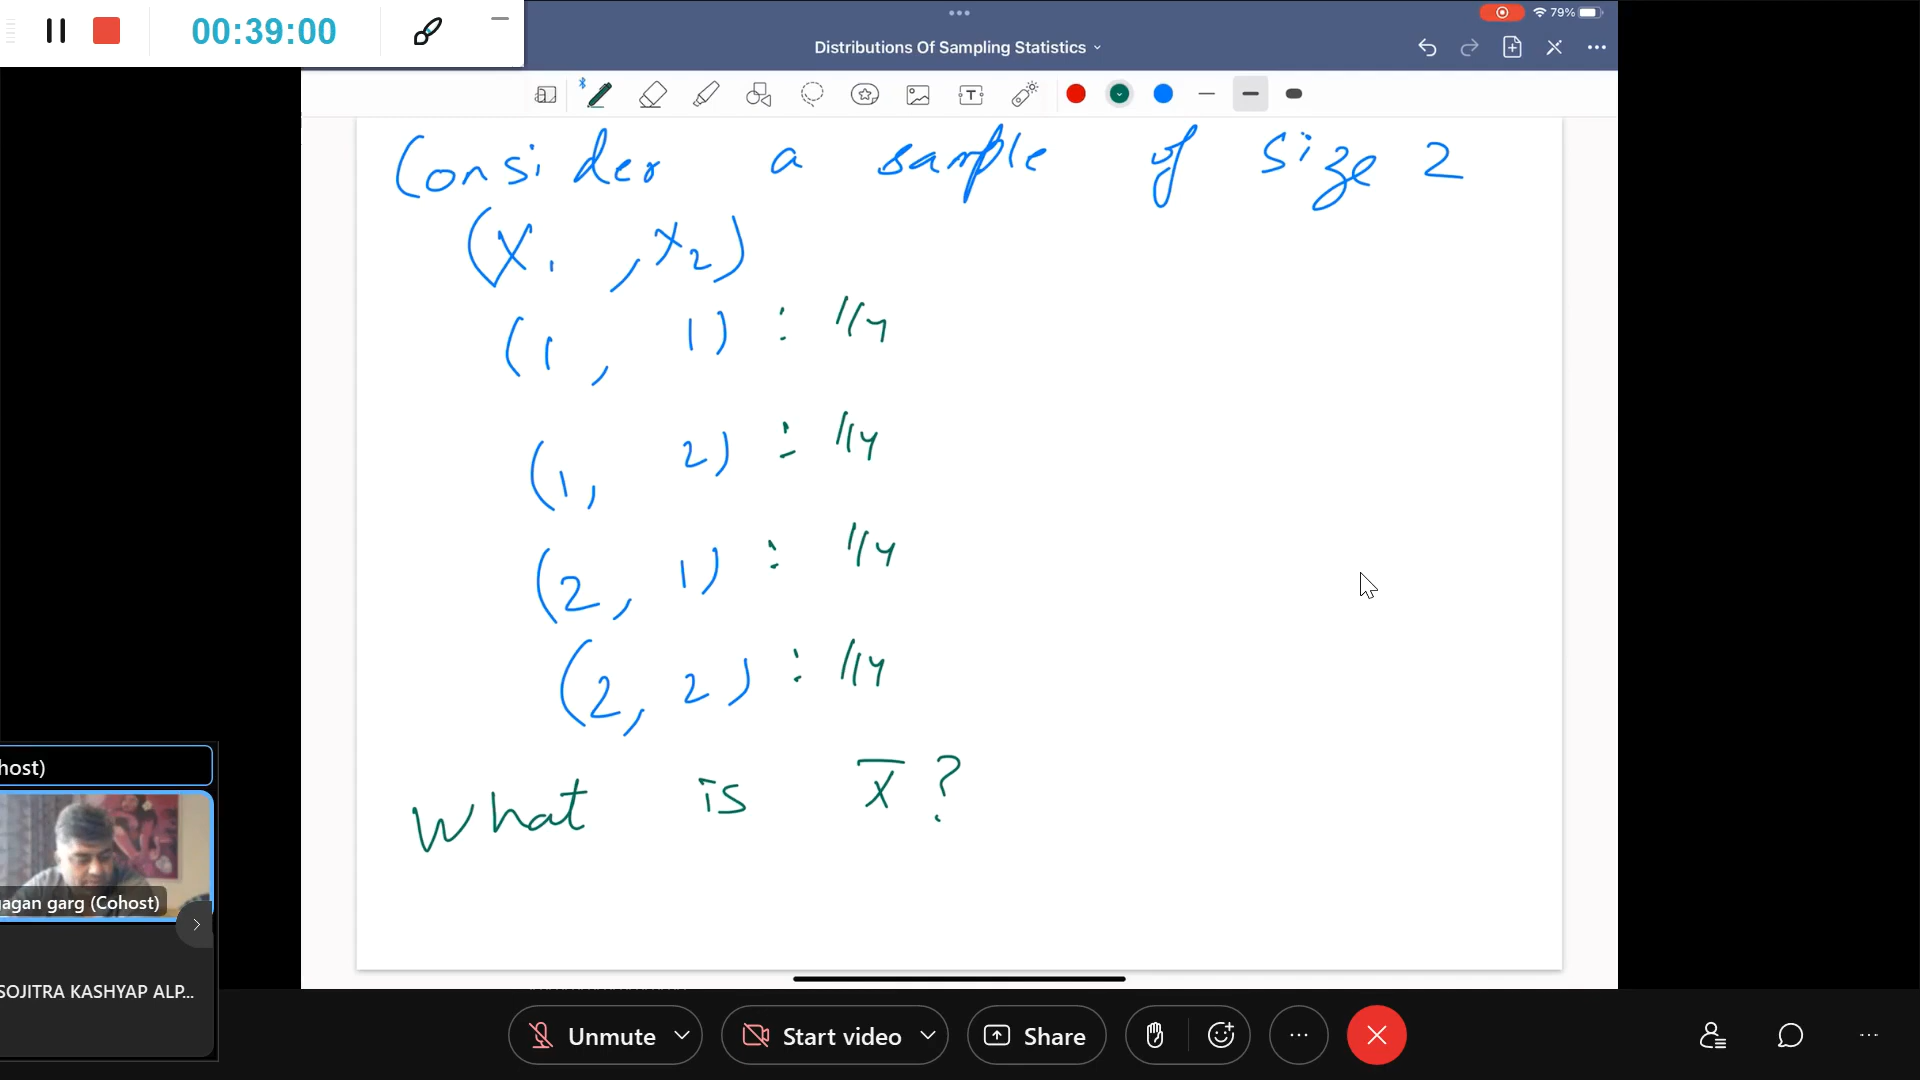 00:39:00
79%
Distributions Of Sampling Statistics
Consider a sample of size 2
(X1, X2)
(1, 1) : 1/4
(1, 2) : 1/4
(2, 1) : 1/4
(2, 2) : 1/4
What is X̅ ?
host)
gagan garg (Cohost)
SOJITRA KASHYAP ALP...
Unmute
Start video
Share